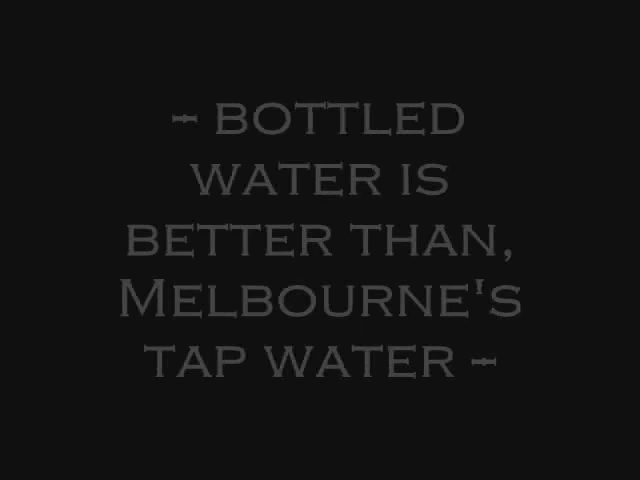 -- bottled
water is
better than,
Melbourne's
tap water --